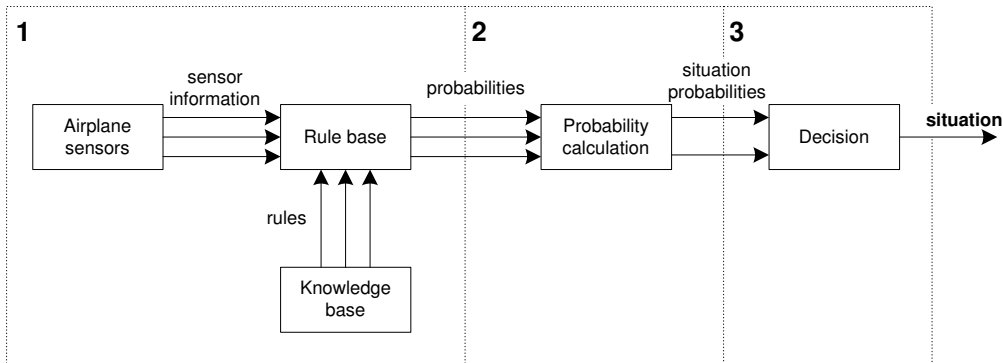 1
2
3
sensor
information
probabilities
situation
probabilities
Airplane
sensors
Rule base
Probability
calculation
Decision
situation
rules
Knowledge
base